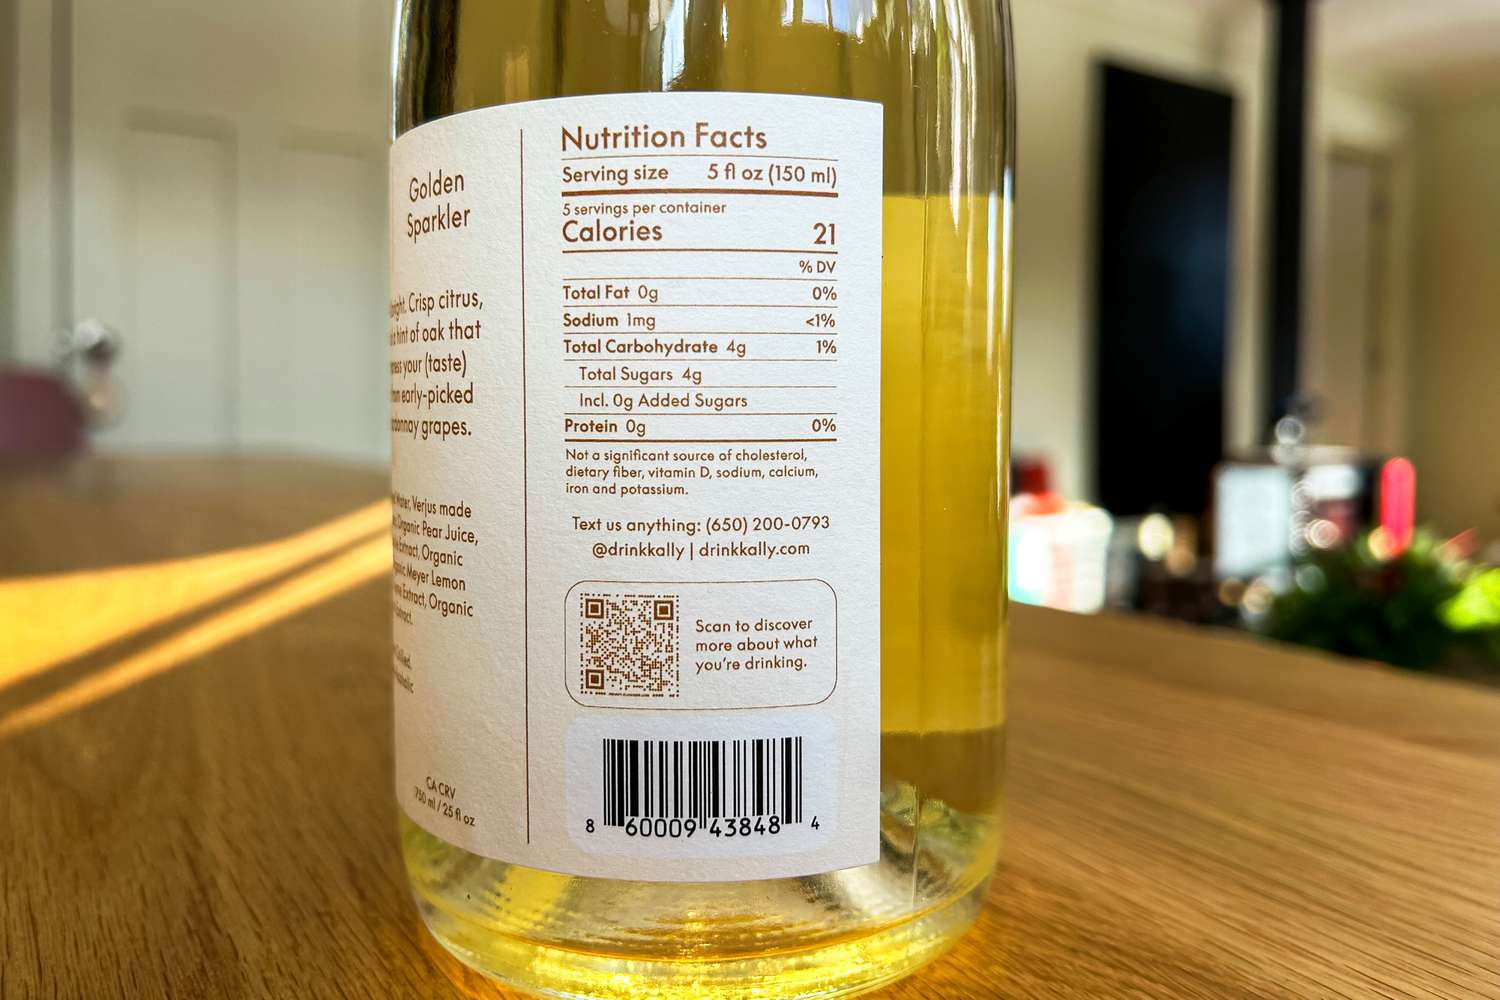 Golden
Sparkler
Crisp citrus,
hint of oak that
your (taste)
early-picked
grapes.
Water, Verjus made
Organic Pear Juice,
Extract, Organic
Meyer Lemon
Extract, Organic
Extract.
CA CRV
750 ml / 25 fl oz
Nutrition Facts
Serving size 5 fl oz (150 ml)
5 servings per container
Calories 21
% DV
Total Fat 0g 0%
Sodium 1mg <1%
Total Carbohydrate 4g 1%
Total Sugars 4g
Incl. 0g Added Sugars
Protein 0g 0%
Not a significant source of cholesterol,
dietary fiber, vitamin D, sodium, calcium,
iron and potassium.
Text us anything: (650) 200-0793
@drinkkally | drinkkally.com
Scan to discover
more about what
you're drinking.
8 60009 43848 4